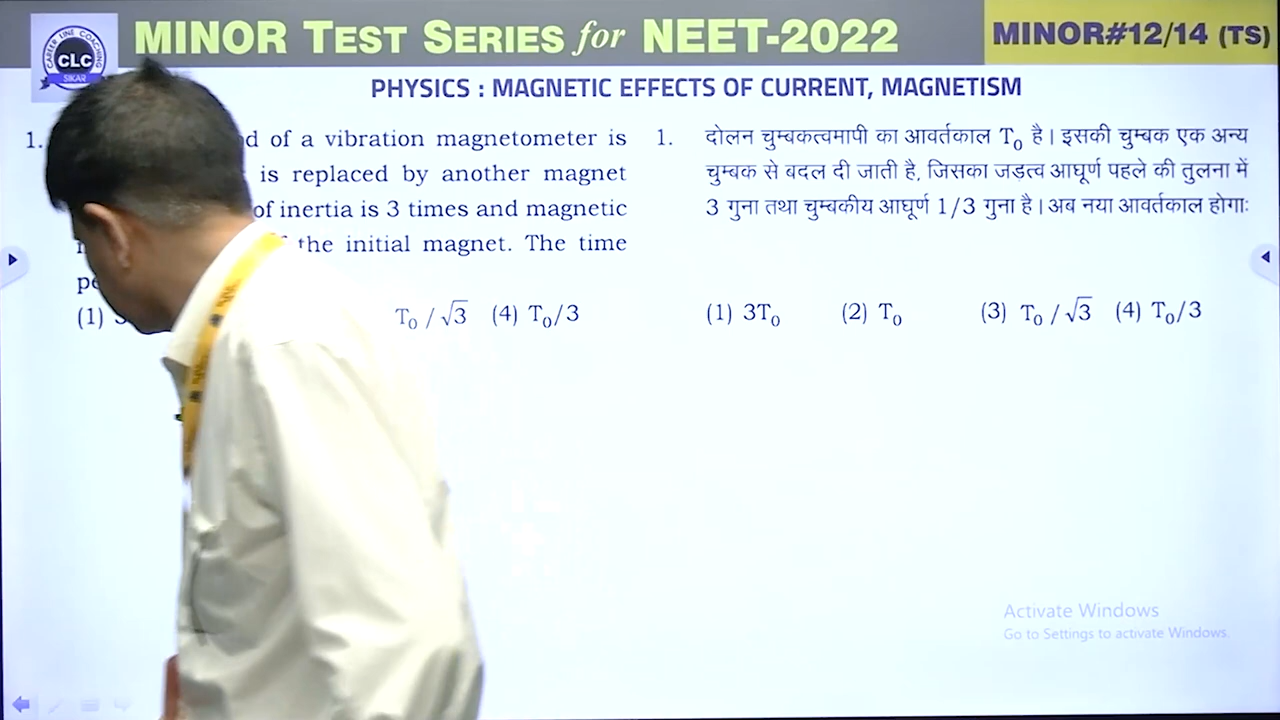 MINOR TEST SERIES for NEET-2022
MINOR#12/14 (TS)
CAREER LINE COACHING
CLC
SIKAR
PHYSICS : MAGNETIC EFFECTS OF CURRENT, MAGNETISM
1.
of a vibration magnetometer is
is replaced by another magnet
of inertia is 3 times and magnetic
the initial magnet. The time
(1)
T₀ / √3 (4) T₀/3
1. दोलन चुम्बकत्वमापी का आवर्तकाल T₀ है। इसकी चुम्बक एक अन्य
चुम्बक से बदल दी जाती है, जिसका जड़त्व आघूर्ण पहले की तुलना में
3 गुना तथा चुम्बकीय आघूर्ण 1/3 गुना है। अब नया आवर्तकाल होगाः
(1) 3T₀ (2) T₀ (3) T₀ / √3 (4) T₀/3
Activate Windows
Go to Settings to activate Windows.